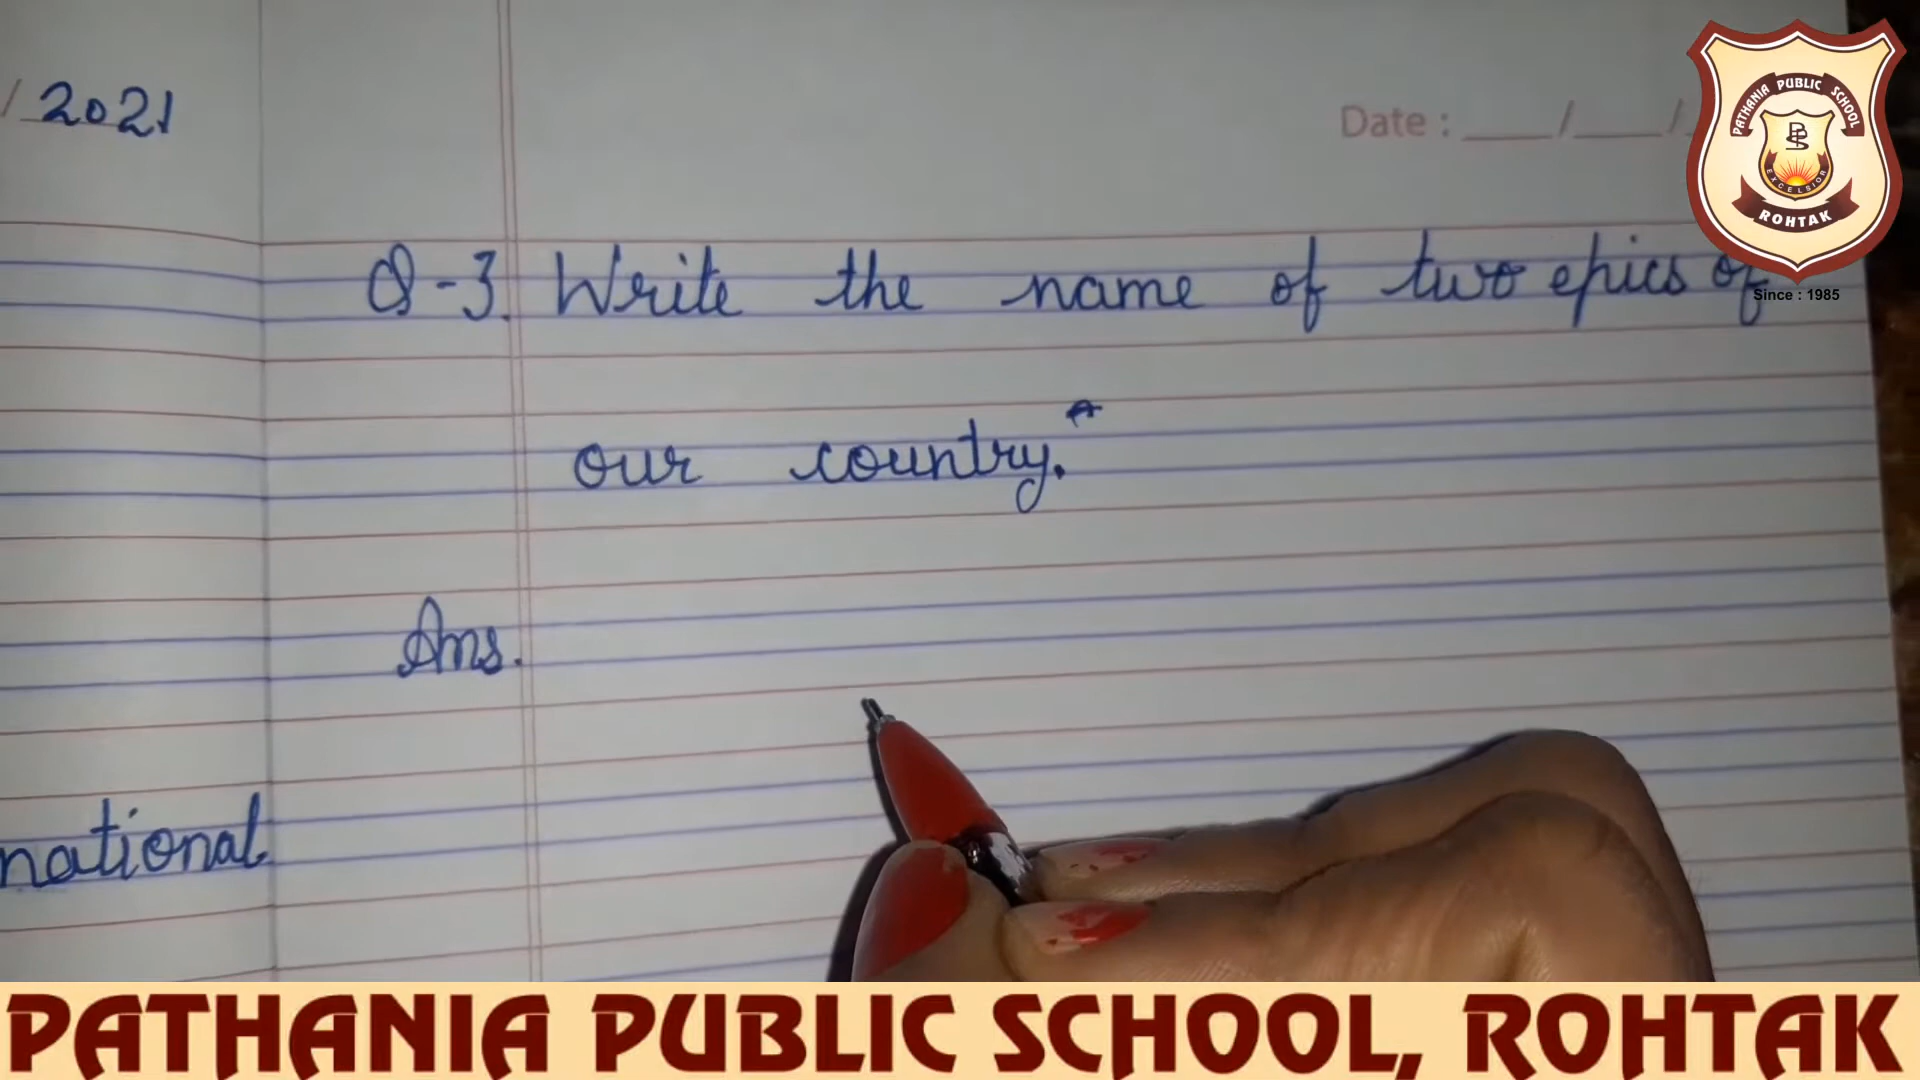 / 2021
Date : ___/___/
PATHANIA PUBLIC SCHOOL
EXCELSIOR
ROHTAK
Since : 1985
Q-3. Write the name of two epics of
our country.
Ans.
national
PATHANIA PUBLIC SCHOOL, ROHTAK